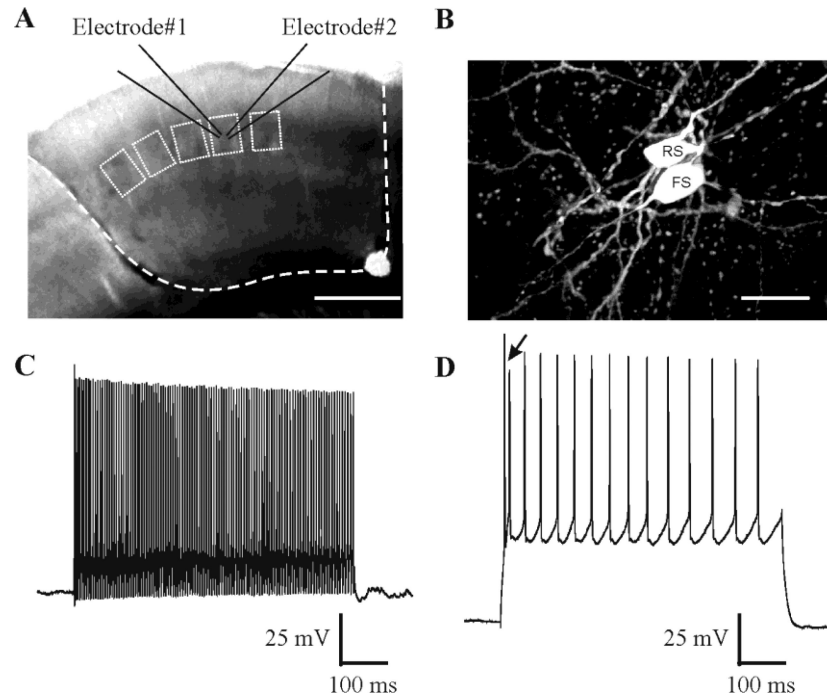 A
Electrode#1
Electrode#2
B
RS
FS
C
25 mV
100 ms
D
25 mV
100 ms